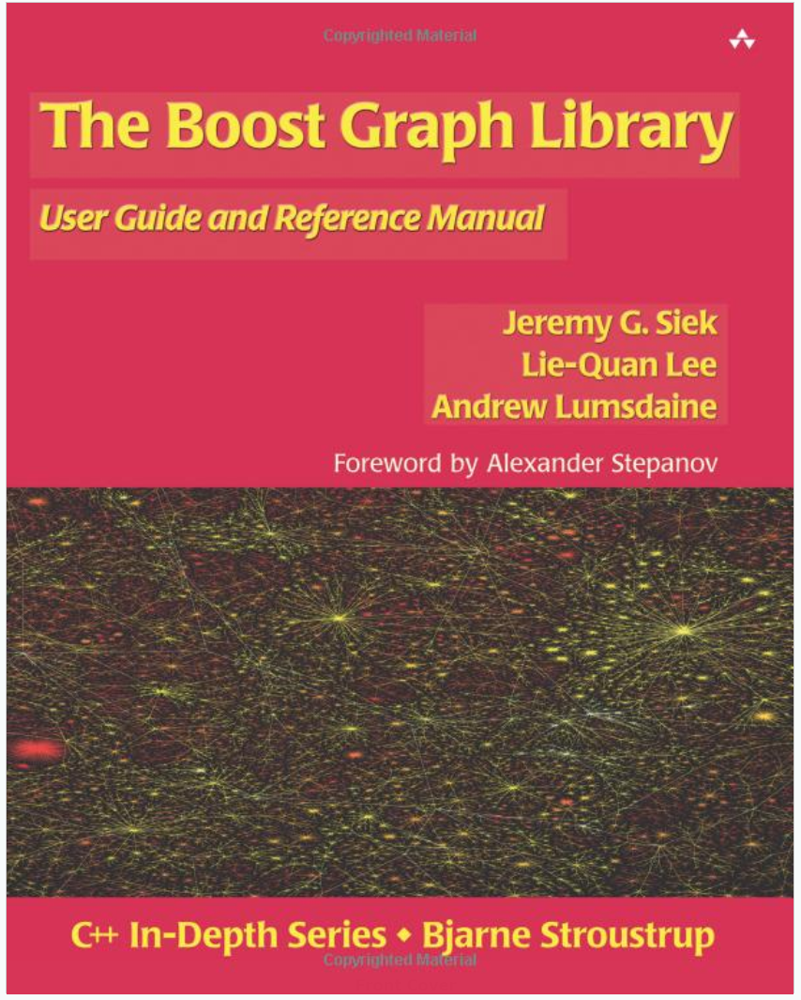 Copyrighted Material
The Boost Graph Library
User Guide and Reference Manual
Jeremy G. Siek
Lie-Quan Lee
Andrew Lumsdaine
Foreword by Alexander Stepanov
C++ In-Depth Series ◆ Bjarne Stroustrup
Copyrighted Material